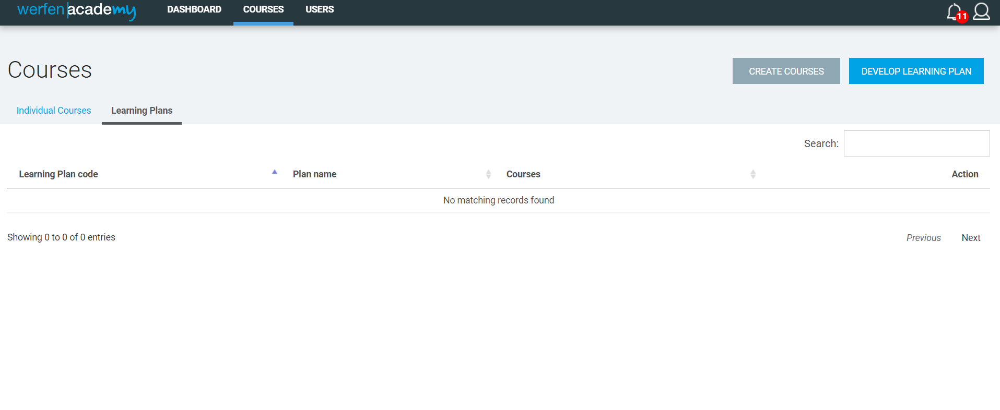 werfen academy DASHBOARD COURSES USERS 11
Courses CREATE COURSES DEVELOP LEARNING PLAN
Individual Courses Learning Plans
Search:
Learning Plan code Plan name Courses Action
No matching records found
Showing 0 to 0 of 0 entries Previous Next